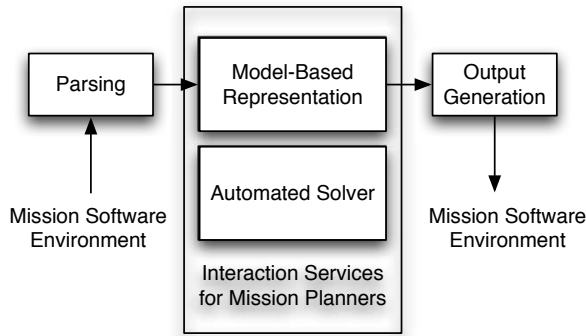 Parsing
Model-Based
Representation
Output
Generation
Automated Solver
Mission Software
Environment
Interaction Services
for Mission Planners
Mission Software
Environment